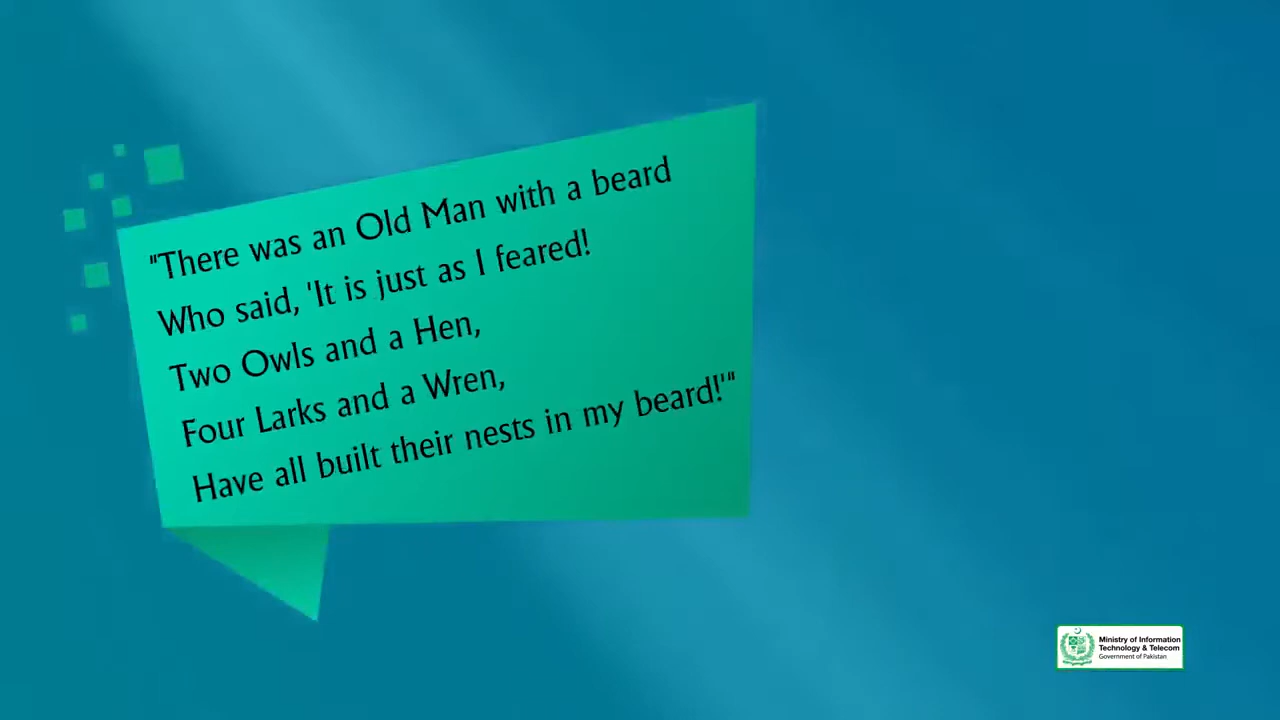 "There was an Old Man with a beard
Who said, 'It is just as I feared!
Two Owls and a Hen,
Four Larks and a Wren,
Have all built their nests in my beard!'"
Ministry of Information
Technology & Telecom
Government of Pakistan